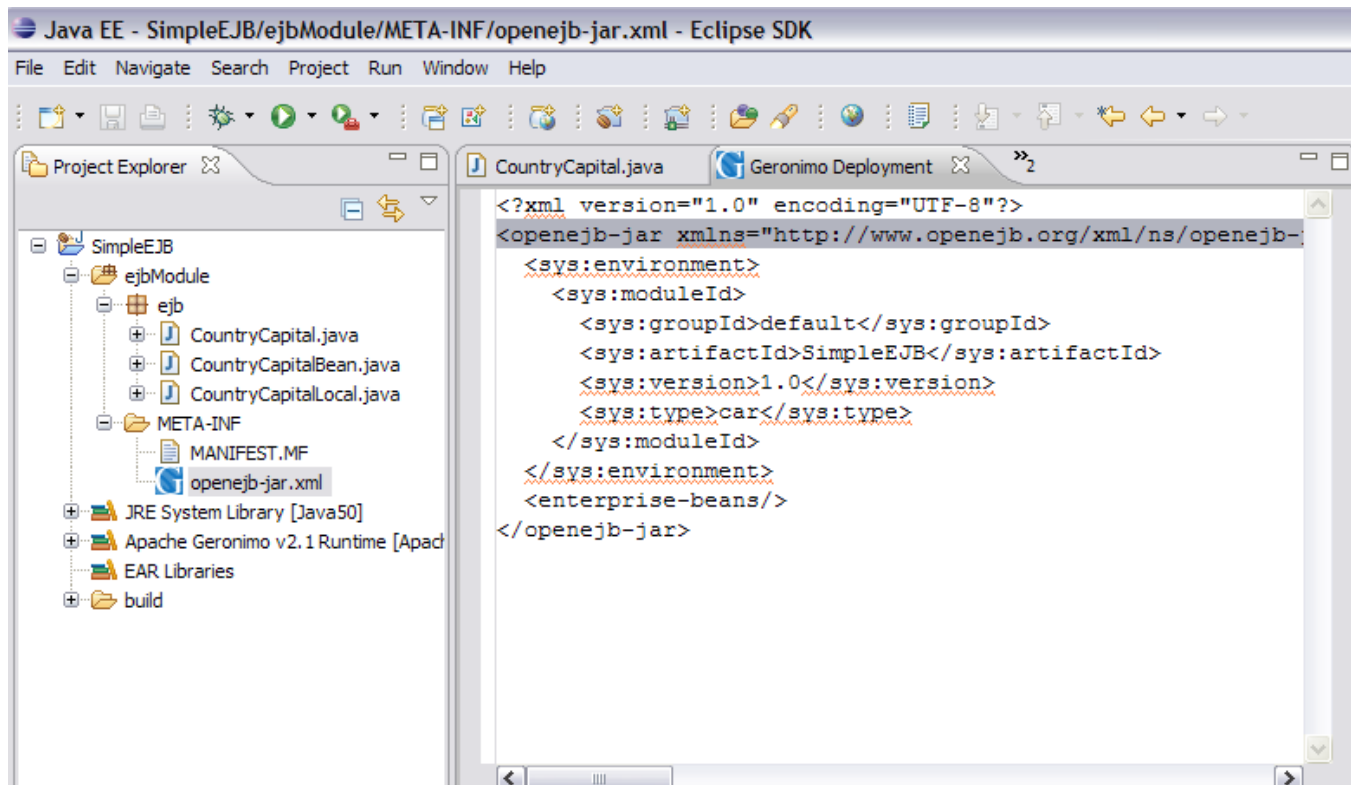 Java EE - SimpleEJB/ejbModule/META-INF/openejb-jar.xml - Eclipse SDK
File Edit Navigate Search Project Run Window Help
Project Explorer
SimpleEJB
ejbModule
ejb
CountryCapital.java
CountryCapitalBean.java
CountryCapitalLocal.java
META-INF
MANIFEST.MF
openejb-jar.xml
JRE System Library [Java50]
Apache Geronimo v2.1 Runtime [Apach
EAR Libraries
build
CountryCapital.java Geronimo Deployment »2
<?xml version="1.0" encoding="UTF-8"?>
<openejb-jar xmlns="http://www.openejb.org/xml/ns/openejb-
<sys:environment>
<sys:moduleId>
<sys:groupId>default</sys:groupId>
<sys:artifactId>SimpleEJB</sys:artifactId>
<sys:version>1.0</sys:version>
<sys:type>car</sys:type>
</sys:moduleId>
</sys:environment>
<enterprise-beans/>
</openejb-jar>